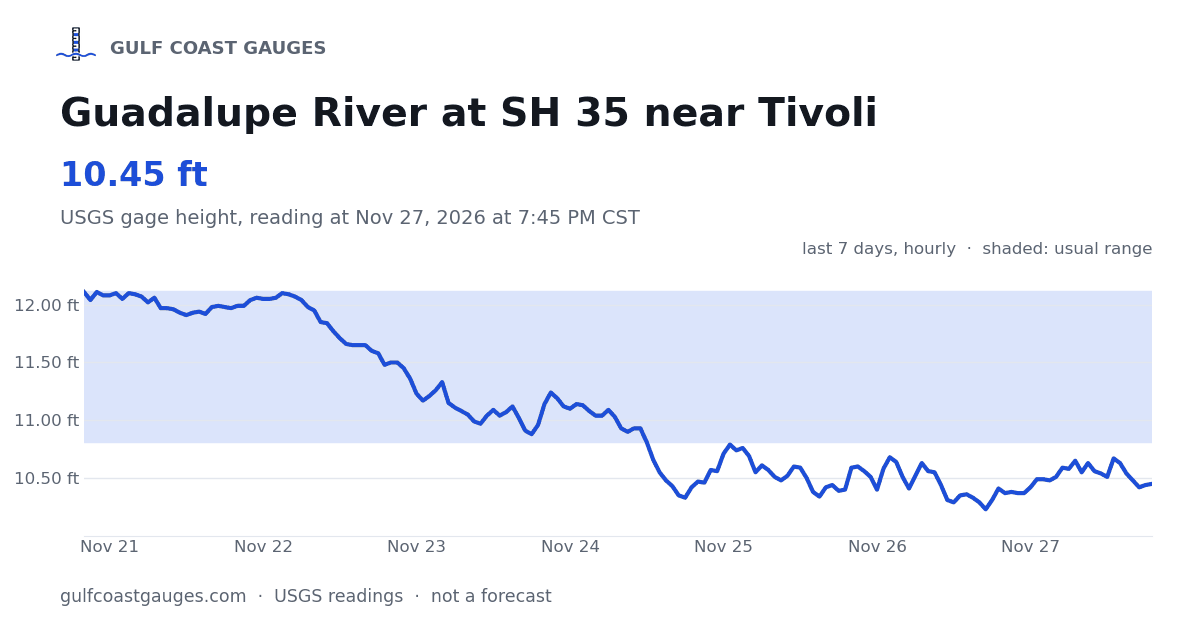 GULF COAST GAUGES
Guadalupe River at SH 35 near Tivoli
10.45 ft
USGS gage height, reading at Nov 27, 2026 at 7:45 PM CST
last 7 days, hourly · shaded: usual range
12.00 ft
11.50 ft
11.00 ft
10.50 ft
Nov 21 Nov 22 Nov 23 Nov 24 Nov 25 Nov 26 Nov 27
gulfcoastgauges.com · USGS readings · not a forecast